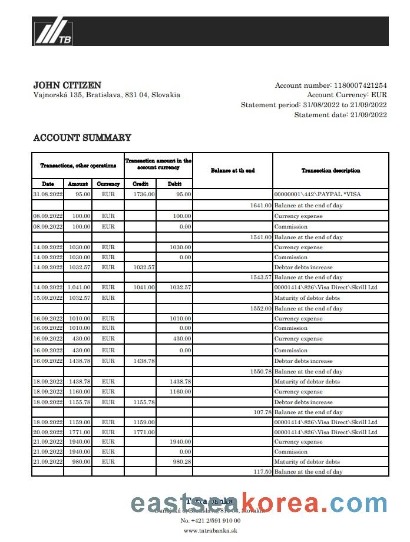 TB
JOHN CITIZEN
Vajnorská 135, Bratislava, 831 04, Slovakia
Account number: 1180007421254
Account Currency: EUR
Statement period: 31/08/2022 to 21/09/2022
Statement date: 21/09/2022
ACCOUNT SUMMARY
Transactions, other operations Transaction amount in the account currency Balance at th end Transaction description
Date Amount Currency Credit Debit
31.08.2022 95.00 EUR 1736.00 95.00 00000001\442\PAYPAL *VISA
1641.00 Balance at the end of day
08.09.2022 100.00 EUR 100.00 Currency expense
08.09.2022 100.00 EUR 0.00 Commission
1541.00 Balance at the end of day
14.09.2022 1030.00 EUR 1030.00 Currency expense
14.09.2022 1030.00 EUR 0.00 Commission
14.09.2022 1032.57 EUR 1032.57 Debtor debts increase
1543.57 Balance at the end of day
14.09.2022 1,041.00 EUR 1041.00 1032.57 00001414\826\Visa Direct\Skrill Ltd
15.09.2022 1032.57 EUR Maturity of debtor debts
1552.00 Balance at the end of day
16.09.2022 1010.00 EUR 1010.00 Currency expense
16.09.2022 1010.00 EUR 0.00 Commission
16.09.2022 430.00 EUR 430.00 Currency expense
16.09.2022 430.00 EUR 0.00 Commission
16.09.2022 1438.78 EUR 1438.78 Debtor debts increase
1550.78 Balance at the end of day
18.09.2022 1438.78 EUR 1438.78 Maturity of debtor debts
18.09.2022 1160.00 EUR 1160.00 Currency expense
18.09.2022 1155.78 EUR 1155.78 Debtor debts increase
107.78 Balance at the end of day
18.09.2022 1159.00 EUR 1159.00 00001414\826\Visa Direct\Skrill Ltd
20.09.2022 1771.00 EUR 1771.00 00001414\826\Visa Direct\Skrill Ltd
21.09.2022 1940.00 EUR 1940.00 Currency expense
21.09.2022 1940.00 EUR 0.00 Commission
21.09.2022 980.00 EUR 980.28 Maturity of debtor debts
117.50 Balance at the end of day
eastmakorea.com
No. +421 2/591 910 00
www.tatrabanka.sk